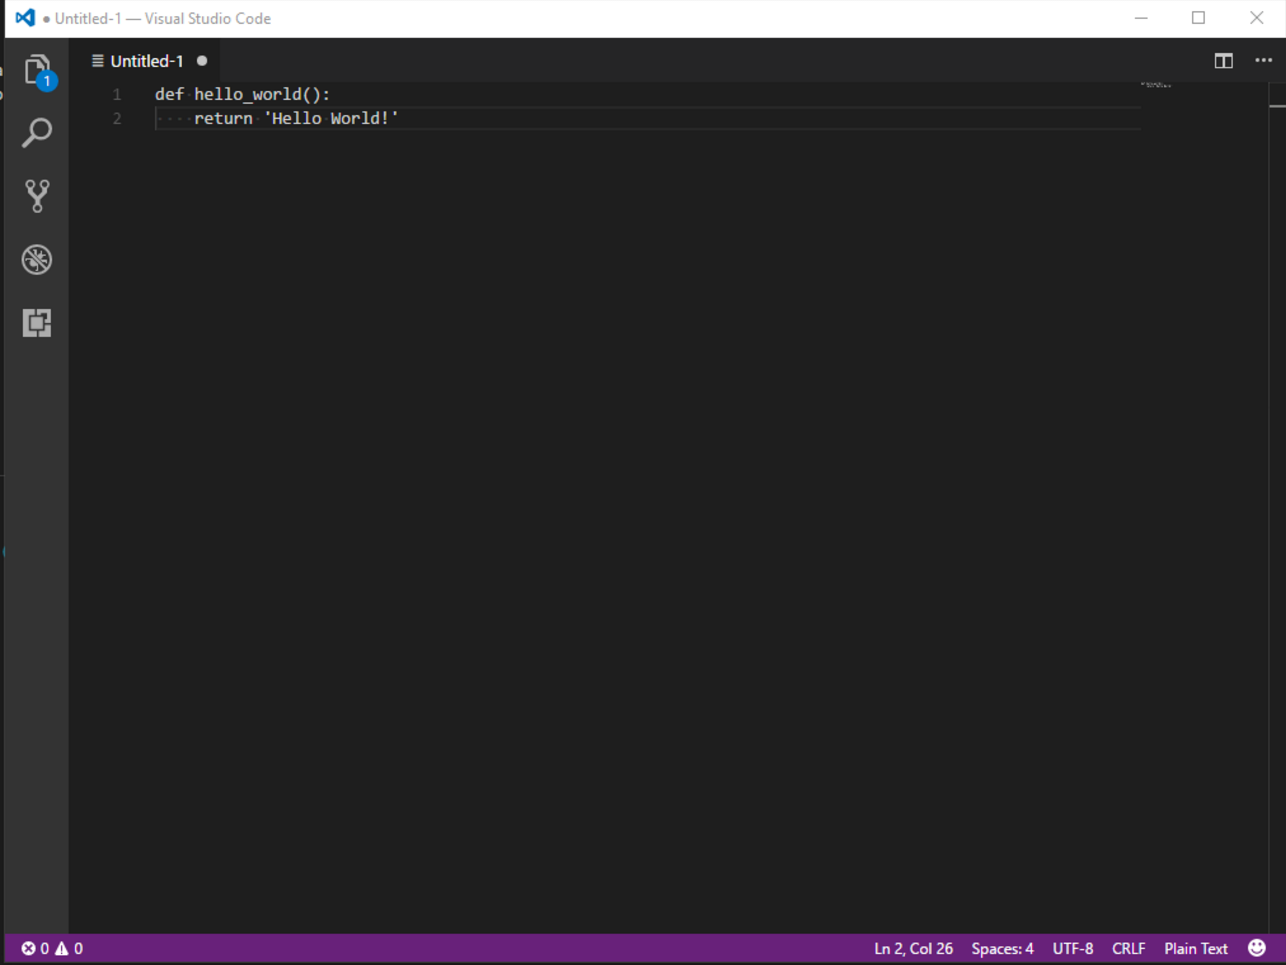 ● Untitled-1 — Visual Studio Code
Untitled-1 ●
1
1 def hello_world():
2     return 'Hello World!'
0 0 Ln 2, Col 26 Spaces: 4 UTF-8 CRLF Plain Text